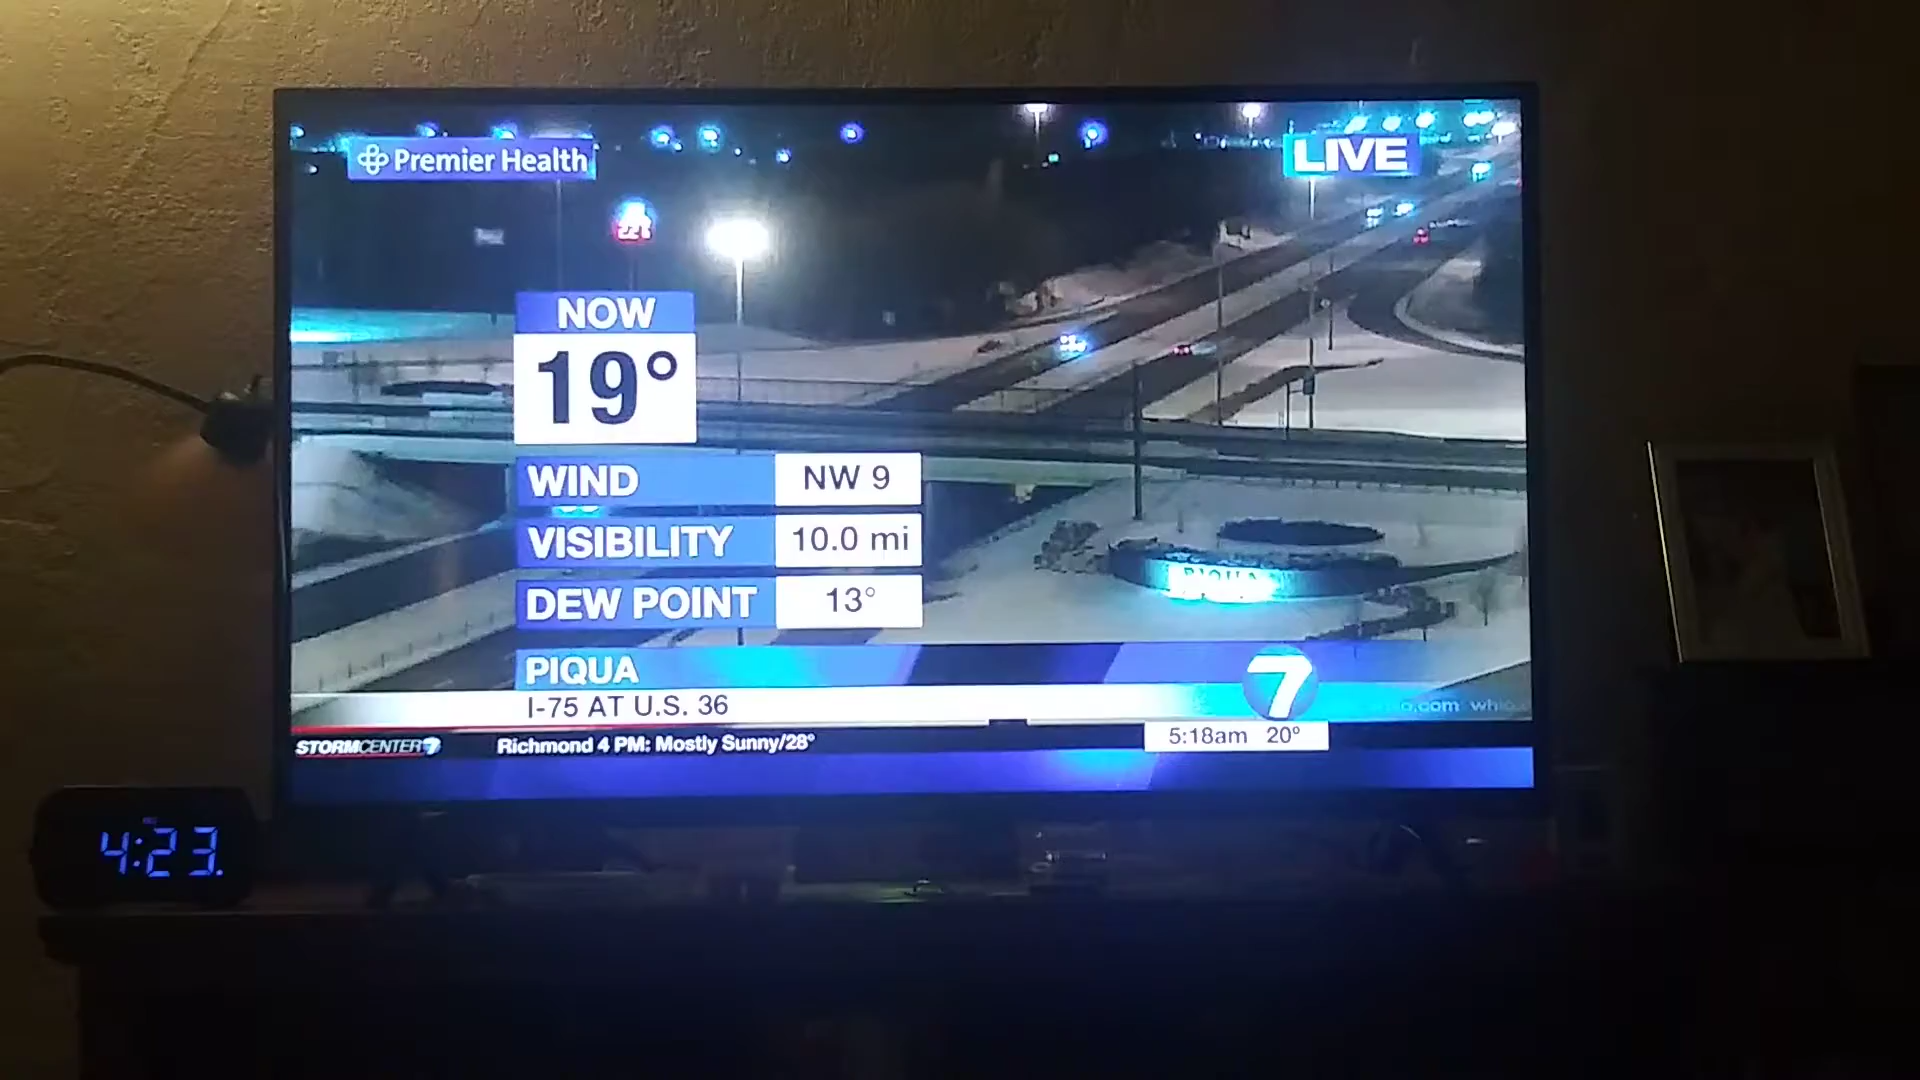 Premier Health
LIVE
NOW
19°
WIND NW 9
VISIBILITY 10.0 mi
DEW POINT 13°
PIQUA
PIQUA
7
I-75 AT U.S. 36
STORMCENTER7
Richmond 4 PM: Mostly Sunny/28°
5:18am 20°
4:23